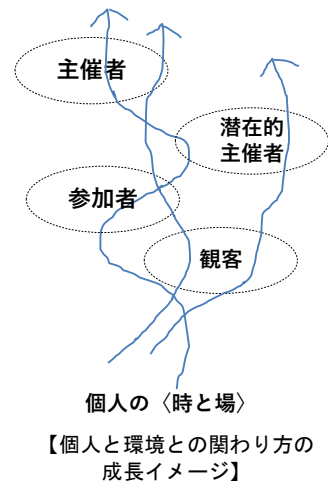 主催者
潜在的
主催者
参加者
観客
個人の〈時と場〉
【個人と環境との関わり方の
成長イメージ】